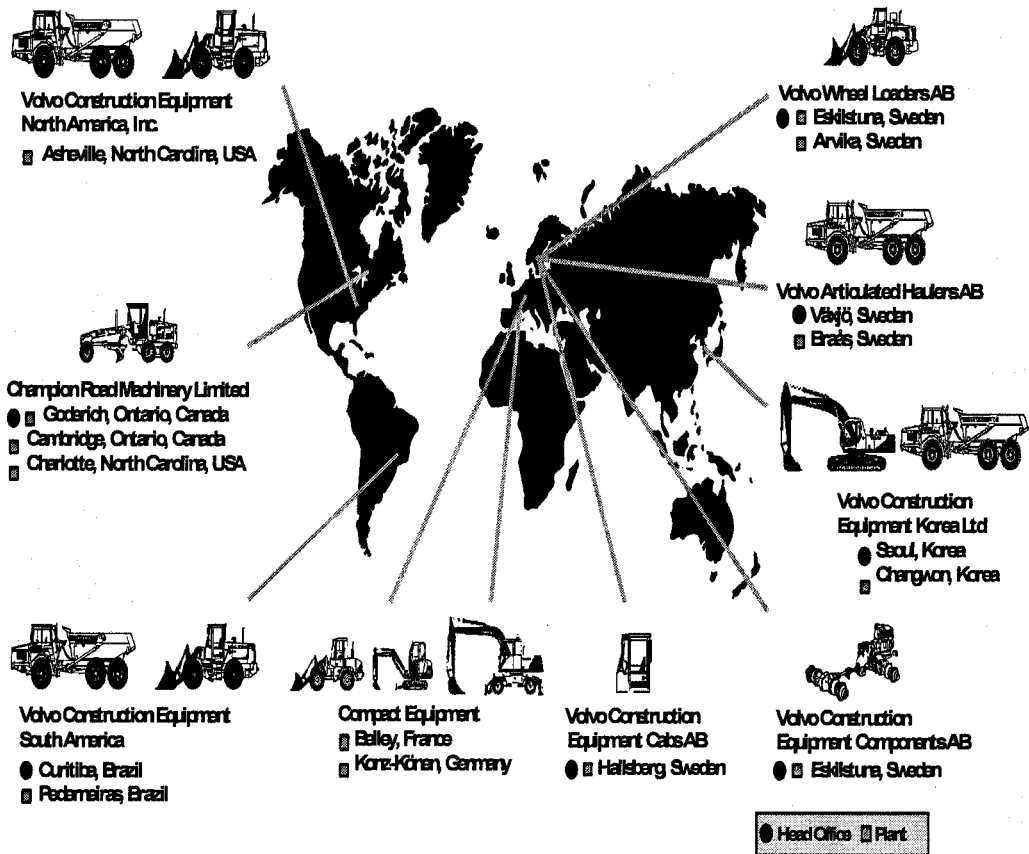 Volvo Construction Equipment
North America, Inc.
Asheville, North Carolina, USA
Volvo Wheel Loaders AB
Eskilstuna, Sweden
Arvika, Sweden
Volvo Articulated Haulers AB
Växjö, Sweden
Braås, Sweden
Champion Road Machinery Limited
Goderich, Ontario, Canada
Cambridge, Ontario, Canada
Charlotte, North Carolina, USA
Volvo Construction
Equipment Korea Ltd
Seoul, Korea
Changwon, Korea
Volvo Construction Equipment
South America
Curitiba, Brazil
Pederneiras, Brazil
Compact Equipment
Belley, France
Konz-Könen, Germany
Volvo Construction
Equipment Cabs AB
Hallsberg, Sweden
Volvo Construction
Equipment Components AB
Eskilstuna, Sweden
Head Office Plant